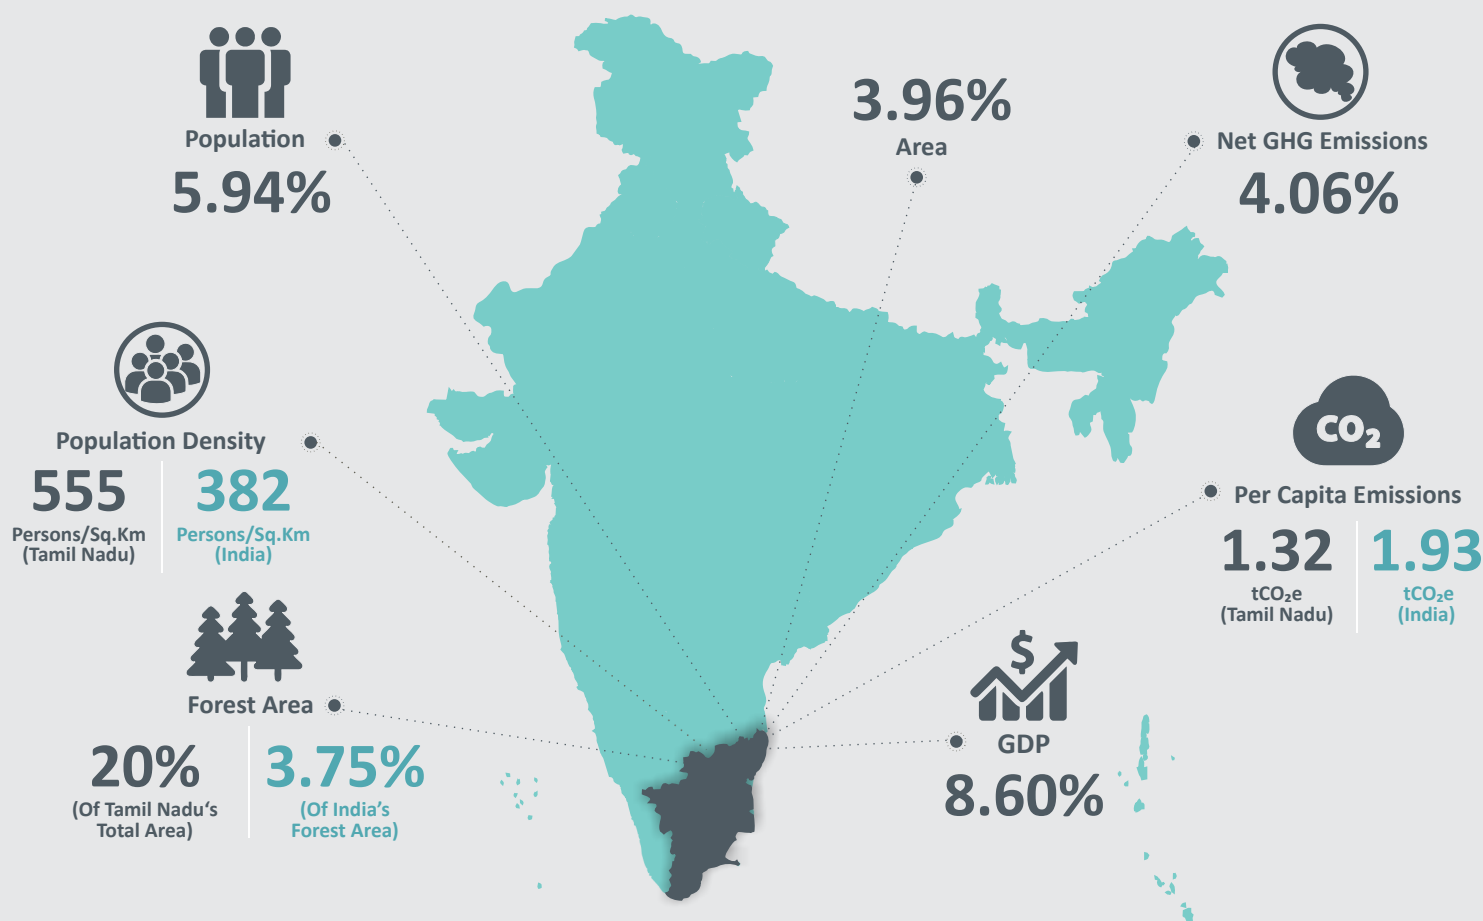 Population
5.94%
3.96%
Area
Net GHG Emissions
4.06%
Population Density
555
Persons/Sq.Km
(Tamil Nadu)
382
Persons/Sq.Km
(India)
CO₂
Per Capita Emissions
1.32
tCO₂e
(Tamil Nadu)
1.93
tCO₂e
(India)
Forest Area
20%
(Of Tamil Nadu‘s
Total Area)
3.75%
(Of India’s
Forest Area)
$
GDP
8.60%